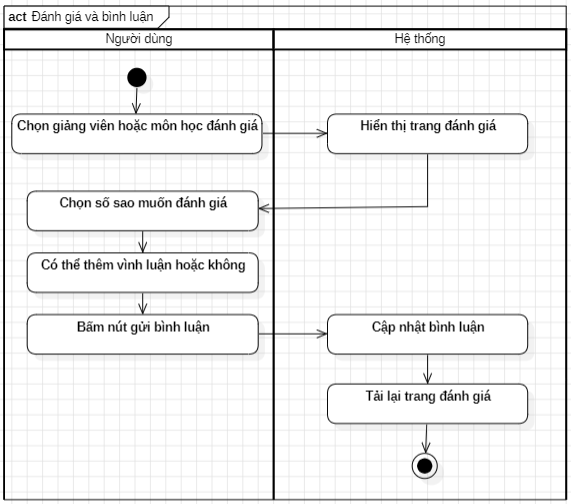 act Đánh giá và bình luận
Người dùng
Hệ thống
Chọn giảng viên hoặc môn học đánh giá
Hiển thị trang đánh giá
Chọn số sao muốn đánh giá
Có thể thêm vình luận hoặc không
Bấm nút gửi bình luận
Cập nhật bình luận
Tải lại trang đánh giá